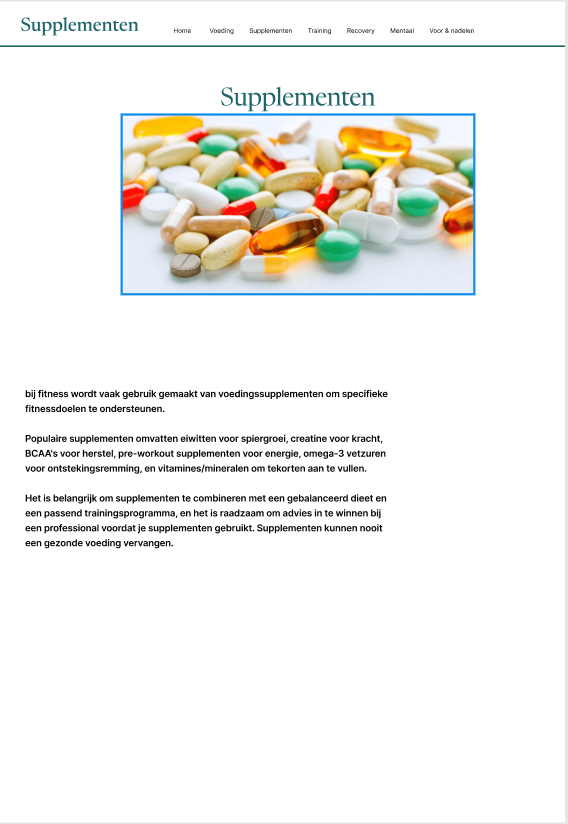 Supplementen
Home Voeding Supplementen Training Recovery Mentaal Voor & nadelen
Supplementen
bij fitness wordt vaak gebruik gemaakt van voedingssupplementen om specifieke
fitnessdoelen te ondersteunen.
Populaire supplementen omvatten eiwitten voor spiergroei, creatine voor kracht,
BCAA's voor herstel, pre-workout supplementen voor energie, omega-3 vetzuren
voor ontstekingsremming, en vitamines/mineralen om tekorten aan te vullen.
Het is belangrijk om supplementen te combineren met een gebalanceerd dieet en
een passend trainingsprogramma, en het is raadzaam om advies in te winnen bij
een professional voordat je supplementen gebruikt. Supplementen kunnen nooit
een gezonde voeding vervangen.